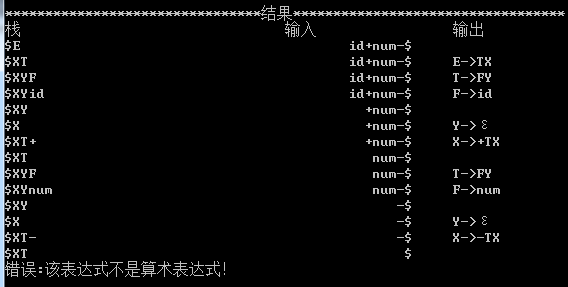 ********************************结果**********************************
栈 输入 输出
$E id+num-$
$XT id+num-$ E->TX
$XYF id+num-$ T->FY
$XYid id+num-$ F->id
$XY +num-$
$X +num-$ Y->ε
$XT+ +num-$ X->+TX
$XT num-$
$XYF num-$ T->FY
$XYnum num-$ F->num
$XY -$
$X -$ Y->ε
$XT- -$ X->-TX
$XT $
错误:该表达式不是算术表达式!